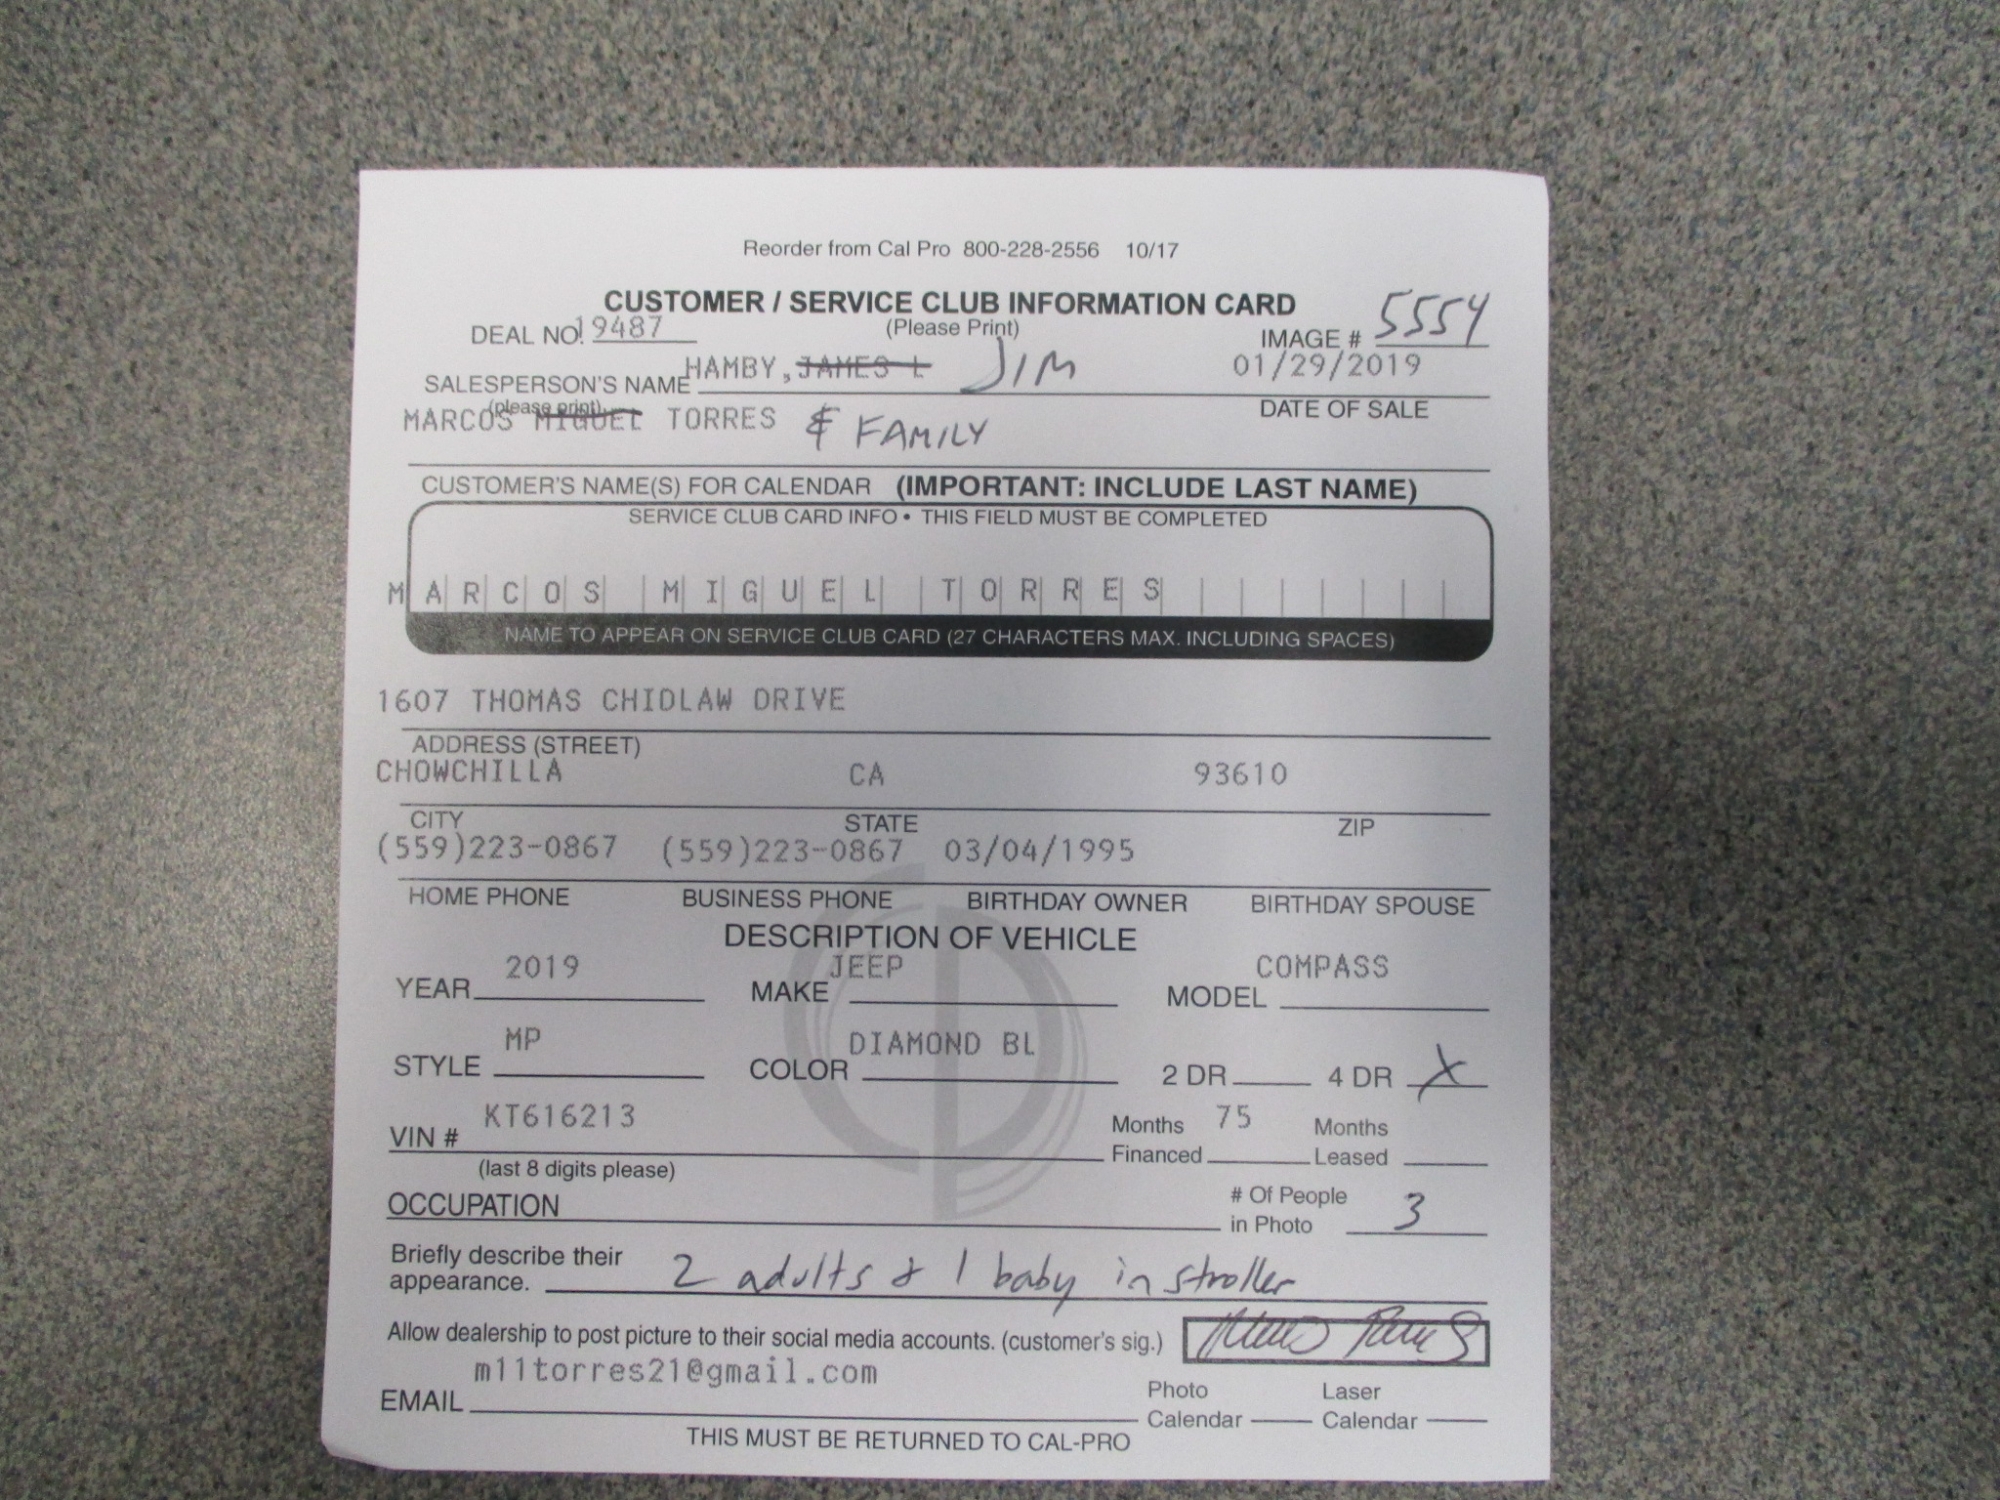 Reorder from Cal Pro 800-228-2556 10/17
CUSTOMER / SERVICE CLUB INFORMATION CARD
(Please Print)
DEAL NO. 19487 IMAGE # 5554
HAMBY, JAMES L JIM 01/29/2019
SALESPERSON'S NAME DATE OF SALE
(please print)
MARCOS MIGUEL TORRES & FAMILY
CUSTOMER'S NAME(S) FOR CALENDAR (IMPORTANT: INCLUDE LAST NAME)
SERVICE CLUB CARD INFO • THIS FIELD MUST BE COMPLETED
MARCOS MIGUEL TORRES
NAME TO APPEAR ON SERVICE CLUB CARD (27 CHARACTERS MAX. INCLUDING SPACES)
1607 THOMAS CHIDLAW DRIVE
ADDRESS (STREET)
CHOWCHILLA CA 93610
CITY STATE ZIP
(559)223-0867 (559)223-0867 03/04/1995
HOME PHONE BUSINESS PHONE BIRTHDAY OWNER BIRTHDAY SPOUSE
DESCRIPTION OF VEHICLE
YEAR 2019 MAKE JEEP MODEL COMPASS
STYLE MP COLOR DIAMOND BL 2 DR 4 DR X
VIN # KT616213 Months Financed 75 Months Leased
(last 8 digits please)
OCCUPATION # Of People in Photo 3
Briefly describe their appearance. 2 adults & 1 baby in stroller
Allow dealership to post picture to their social media accounts. (customer's sig.)
EMAIL m11torres21@gmail.com Photo Calendar Laser Calendar
THIS MUST BE RETURNED TO CAL-PRO